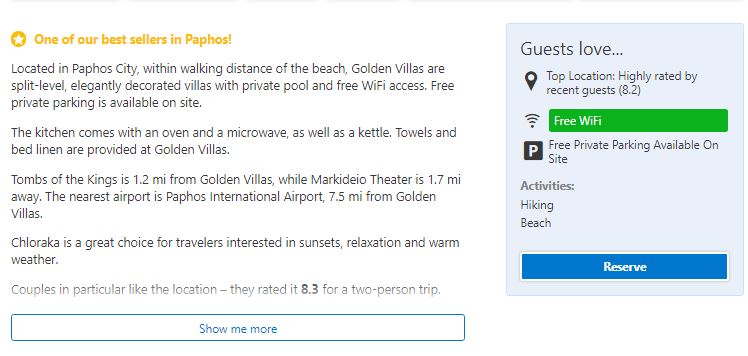 One of our best sellers in Paphos!
Located in Paphos City, within walking distance of the beach, Golden Villas are
split-level, elegantly decorated villas with private pool and free WiFi access. Free
private parking is available on site.
The kitchen comes with an oven and a microwave, as well as a kettle. Towels and
bed linen are provided at Golden Villas.
Tombs of the Kings is 1.2 mi from Golden Villas, while Markideio Theater is 1.7 mi
away. The nearest airport is Paphos International Airport, 7.5 mi from Golden
Villas.
Chloraka is a great choice for travelers interested in sunsets, relaxation and warm
weather.
Couples in particular like the location – they rated it 8.3 for a two-person trip.
Show me more
Guests love...
Top Location: Highly rated by
recent guests (8.2)
Free WiFi
P
Free Private Parking Available On
Site
Activities:
Hiking
Beach
Reserve